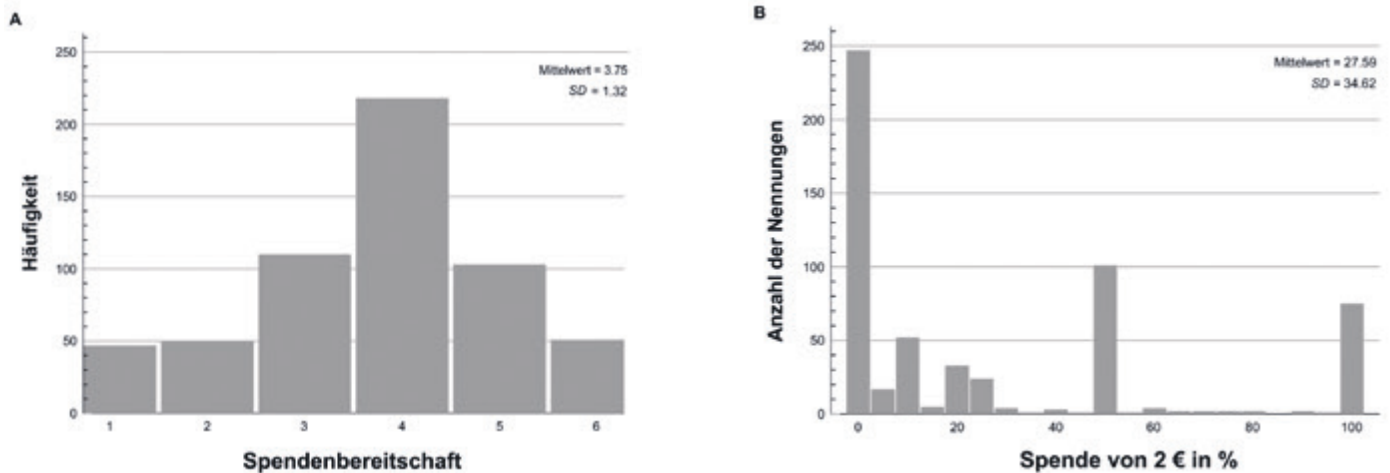 A
Häufigkeit
250
200
150
100
50
0
Mittelwert = 3.75
SD = 1.32
1 2 3 4 5 6
Spendenbereitschaft
B
Anzahl der Nennungen
250
200
150
100
50
0
Mittelwert = 27.59
SD = 34.62
0 20 40 60 80 100
Spende von 2 € in %